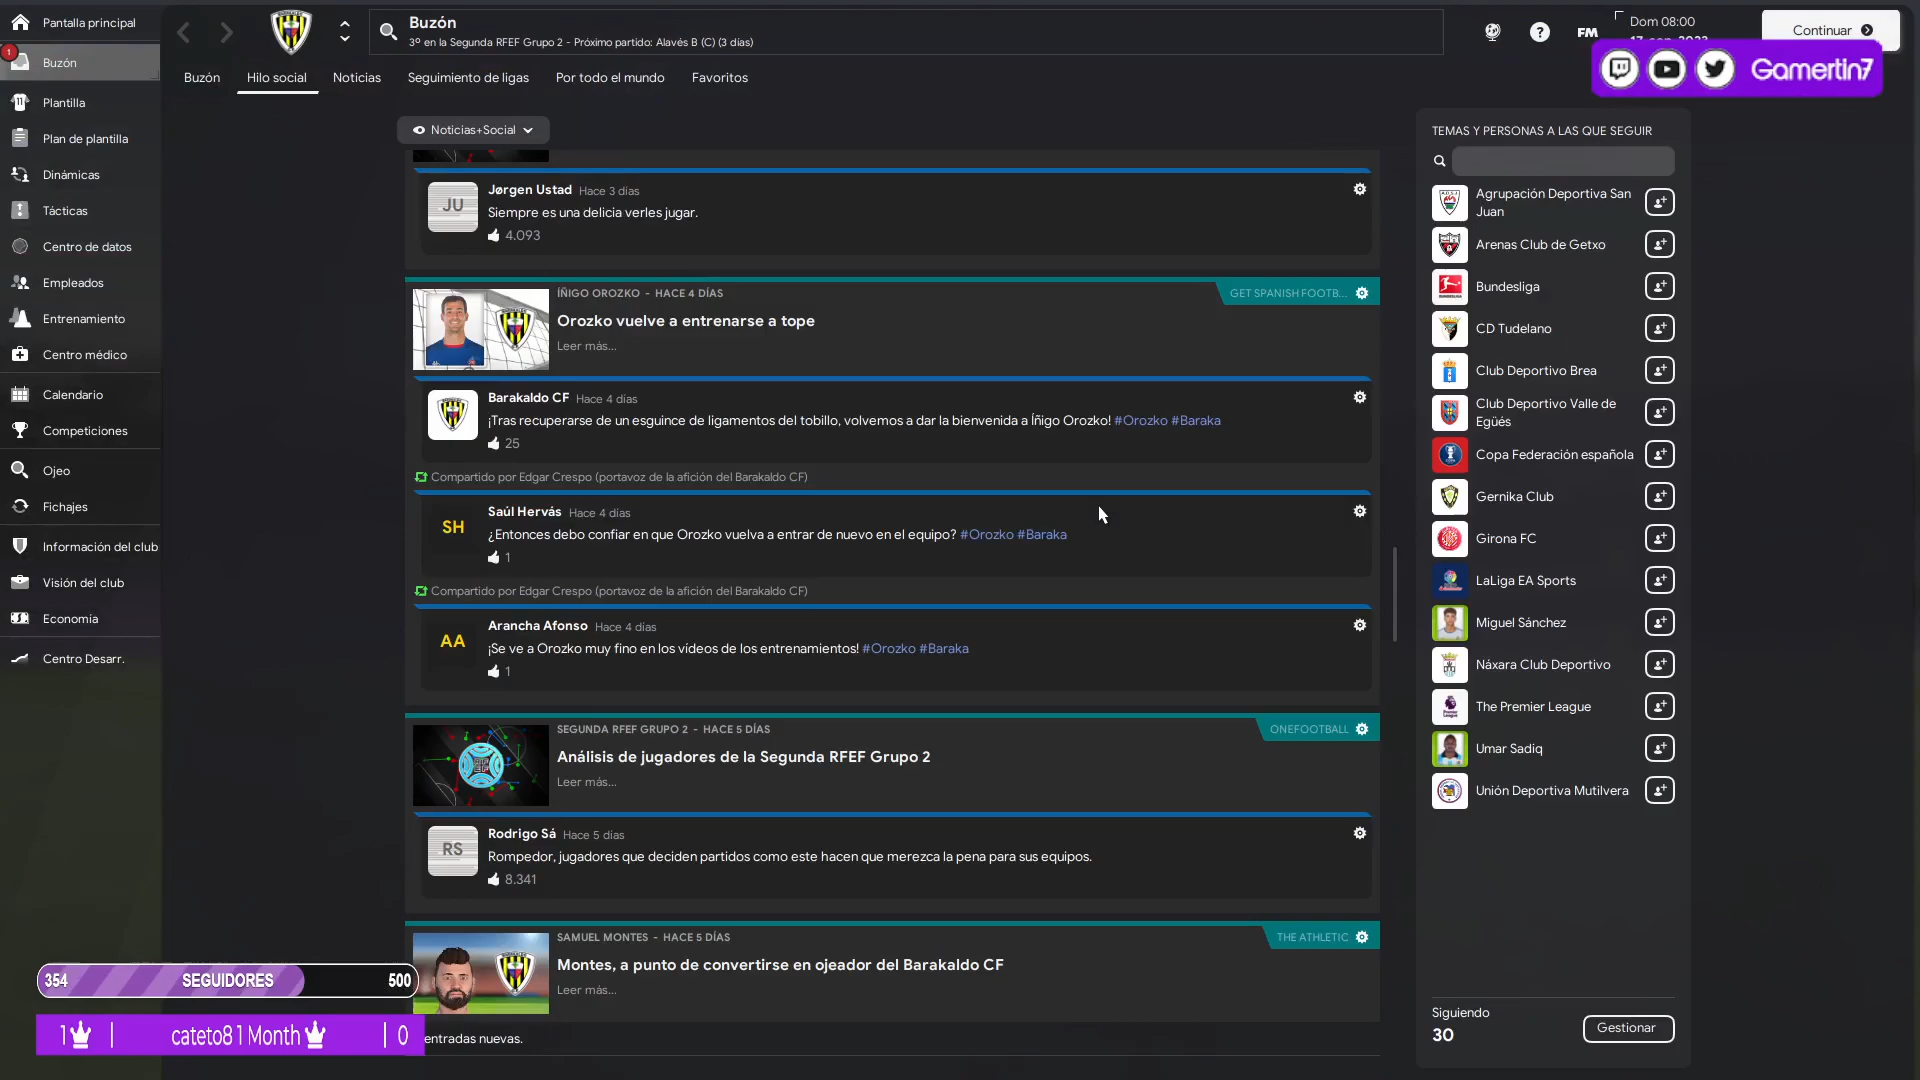 Pantalla principal
1
Buzón
Plantilla
Plan de plantilla
Dinámicas
Tácticas
Centro de datos
Empleados
Entrenamiento
Centro médico
Calendario
Competiciones
Ojeo
Fichajes
Información del club
Visión del club
Economía
Centro Desarr.
Buzón
3º en la Segunda RFEF Grupo 2 - Próximo partido: Alavés B (C) (3 días)
FM
Dom 08:00
Continuar
Gamertin7
Buzón
Hilo social
Noticias
Seguimiento de ligas
Por todo el mundo
Favoritos
Noticias+Social
JU
Jørgen Ustad Hace 3 días
Siempre es una delicia verles jugar.
4.093
ÍÑIGO OROZKO - HACE 4 DÍAS
GET SPANISH FOOTB...
Orozko vuelve a entrenarse a tope
Leer más...
Barakaldo CF Hace 4 días
¡Tras recuperarse de un esguince de ligamentos del tobillo, volvemos a dar la bienvenida a Íñigo Orozko! #Orozko #Baraka
25
Compartido por Edgar Crespo (portavoz de la afición del Barakaldo CF)
SH
Saúl Hervás Hace 4 días
¿Entonces debo confiar en que Orozko vuelva a entrar de nuevo en el equipo? #Orozko #Baraka
1
Compartido por Edgar Crespo (portavoz de la afición del Barakaldo CF)
AA
Arancha Afonso Hace 4 días
¡Se ve a Orozko muy fino en los vídeos de los entrenamientos! #Orozko #Baraka
1
SEGUNDA RFEF GRUPO 2 - HACE 5 DÍAS
ONEFOOTBALL
Análisis de jugadores de la Segunda RFEF Grupo 2
Leer más...
RS
Rodrigo Sá Hace 5 días
Rompedor, jugadores que deciden partidos como este hacen que merezca la pena para sus equipos.
8.341
SAMUEL MONTES - HACE 5 DÍAS
THE ATHLETIC
Montes, a punto de convertirse en ojeador del Barakaldo CF
Leer más...
entradas nuevas.
TEMAS Y PERSONAS A LAS QUE SEGUIR
Agrupación Deportiva San
Juan
Arenas Club de Getxo
Bundesliga
CD Tudelano
Club Deportivo Brea
Club Deportivo Valle de
Egüés
Copa Federación española
Gernika Club
Girona FC
LaLiga EA Sports
Miguel Sánchez
Náxara Club Deportivo
The Premier League
Umar Sadiq
Unión Deportiva Mutilvera
Siguiendo
30
Gestionar
354 SEGUIDORES 500
1 cateto8 1 Month 0